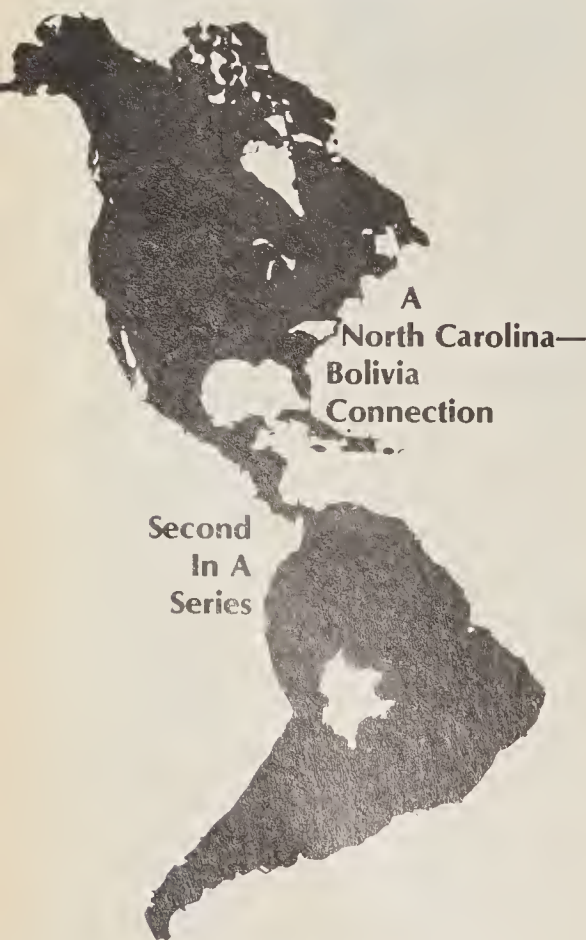 A
North Carolina—
Bolivia
Connection
Second
In A
Series